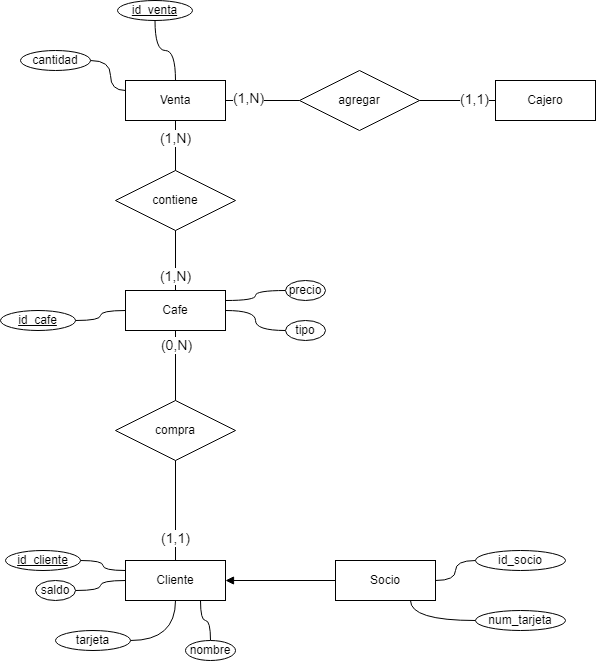 id_venta
cantidad
Venta
(1,N)
agregar
(1,1)
Cajero
(1,N)
contiene
(1,N)
precio
id_cafe
Cafe
tipo
(0,N)
compra
(1,1)
id_cliente
Cliente
Socio
id_socio
saldo
num_tarjeta
tarjeta
nombre